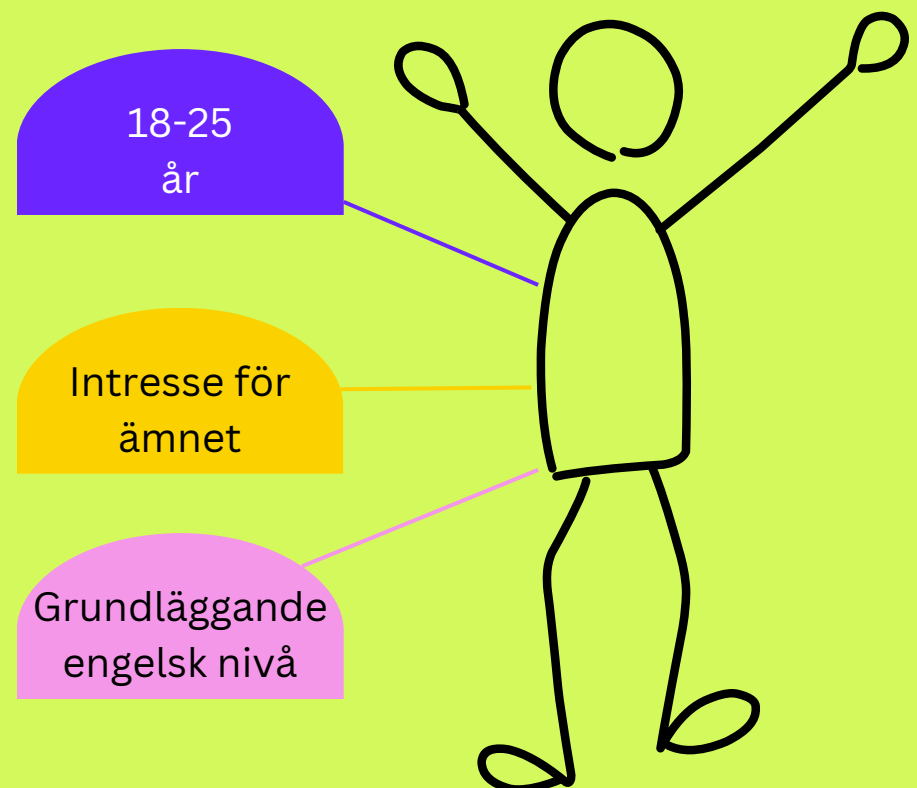 18-25
år
Intresse för
ämnet
Grundläggande
engelsk nivå